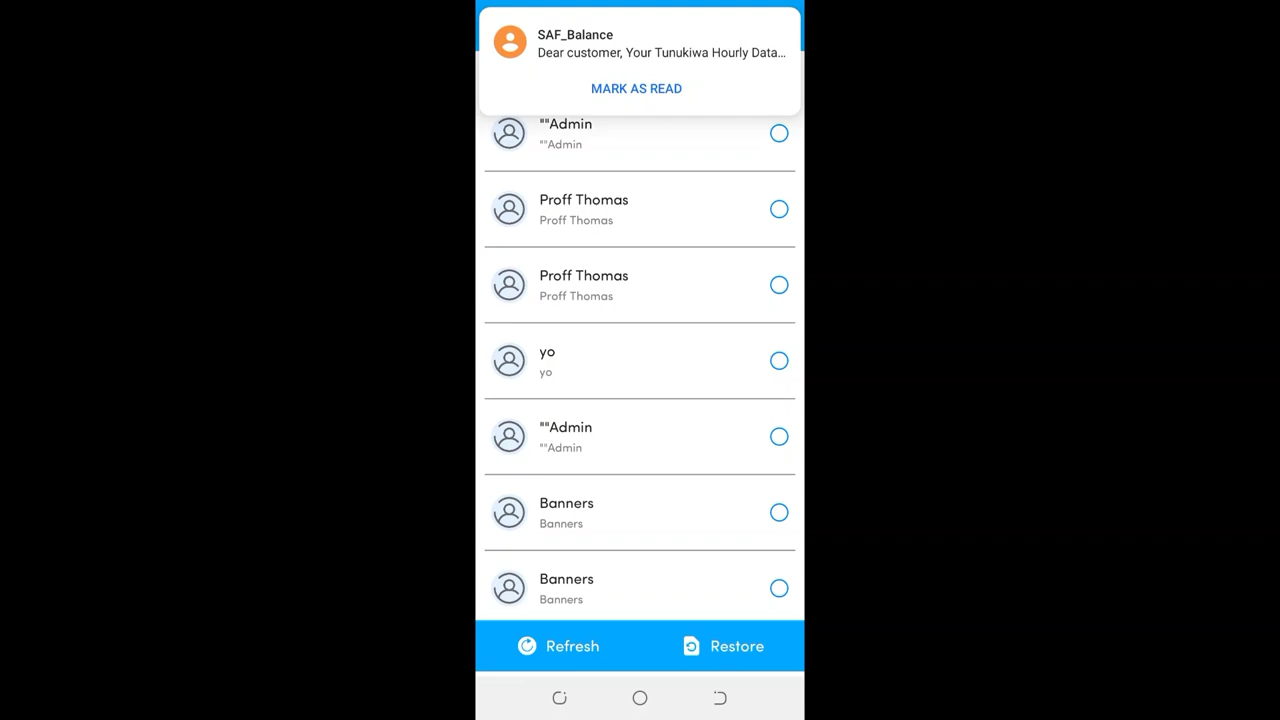 SAF_Balance
Dear customer, Your Tunukiwa Hourly Data...
MARK AS READ
""Admin
""Admin
Proff Thomas
Proff Thomas
Proff Thomas
Proff Thomas
yo
yo
""Admin
""Admin
Banners
Banners
Banners
Banners
Refresh
Restore